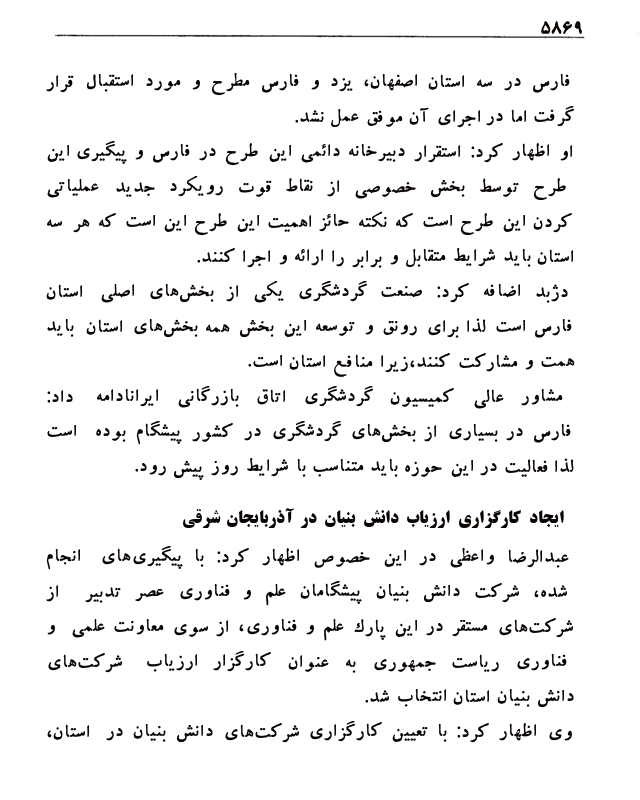 ۵۸۶۹
فارس در سه استان اصفهان، یزد و فارس مطرح و مورد استقبال قرار
گرفت اما در اجرای آن موفق عمل نشد.
او اظهار کرد: استقرار دبیرخانه دائمی این طرح در فارس و پیگیری این
طرح توسط بخش خصوصی از نقاط قوت رویکرد جدید عملیاتی
کردن این طرح است که نکته حائز اهمیت این طرح این است که هر سه
استان باید شرایط متقابل و برابر را ارائه و اجرا کنند.
دژبد اضافه کرد: صنعت گردشگری یکی از بخش‌های اصلی استان
فارس است لذا برای رونق و توسعه این بخش همه بخش‌های استان باید
همت و مشارکت کنند،زیرا منافع استان است.
مشاور عالی کمیسیون گردشگری اتاق بازرگانی ایرانادامه داد:
فارس در بسیاری از بخش‌های گردشگری در کشور پیشگام بوده است
لذا فعالیت در این حوزه باید متناسب با شرایط روز پیش رود.
ایجاد کارگزاری ارزیاب دانش بنیان در آذربایجان شرقی
عبدالرضا واعظی در این خصوص اظهار کرد: با پیگیری‌های انجام
شده، شرکت دانش بنیان پیشگامان علم و فناوری عصر تدبیر از
شرکت‌های مستقر در این پارك علم و فناوری، از سوی معاونت علمی و
فناوری ریاست جمهوری به عنوان کارگزار ارزیاب شرکت‌های
دانش بنیان استان انتخاب شد.
وی اظهار کرد: با تعیین کارگزاری شرکت‌های دانش بنیان در استان،